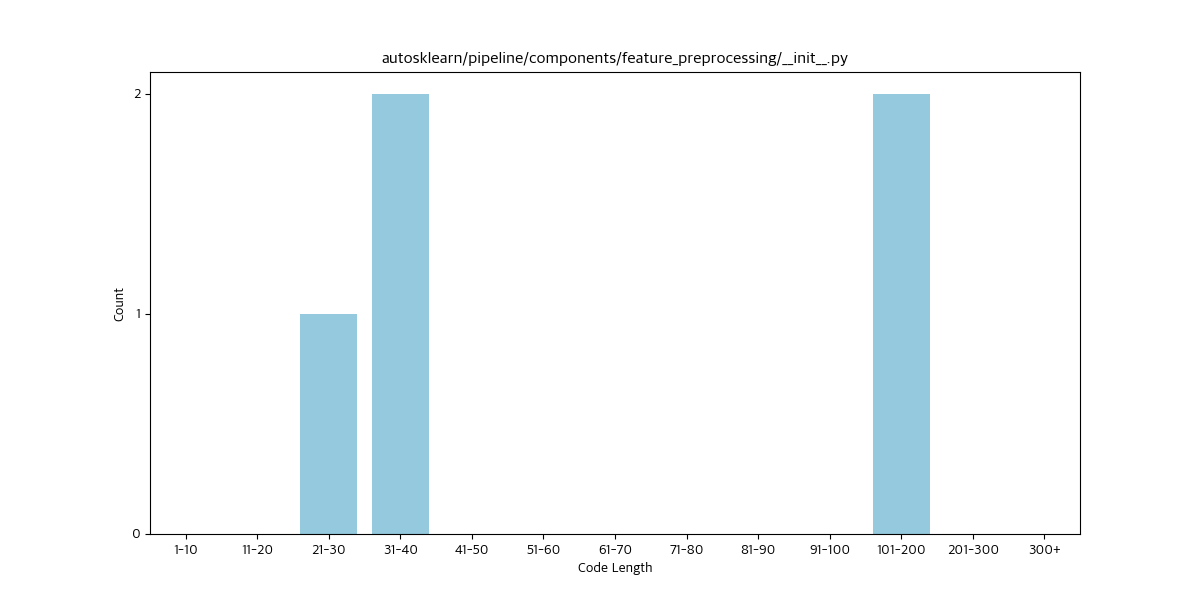 autosklearn/pipeline/components/feature_preprocessing/__init__.py
2
1
0
Count
1-10 11-20 21-30 31-40 41-50 51-60 61-70 71-80 81-90 91-100 101-200 201-300 300+
Code Length